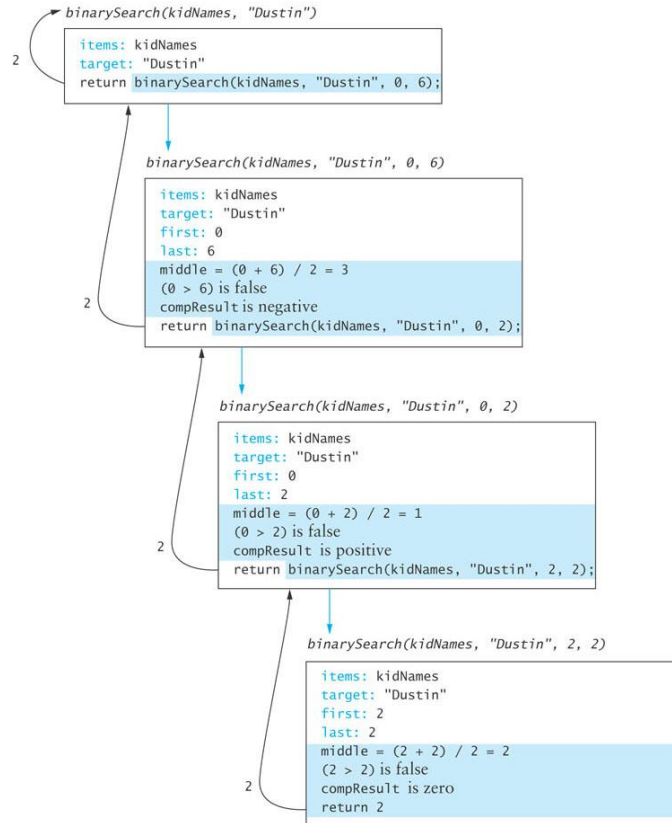 binarySearch(kidNames, "Dustin")
items: kidNames
target: "Dustin"
return binarySearch(kidNames, "Dustin", 0, 6);
2
binarySearch(kidNames, "Dustin", 0, 6)
items: kidNames
target: "Dustin"
first: 0
last: 6
middle = (0 + 6) / 2 = 3
(0 > 6) is false
compResult is negative
return binarySearch(kidNames, "Dustin", 0, 2);
2
binarySearch(kidNames, "Dustin", 0, 2)
items: kidNames
target: "Dustin"
first: 0
last: 2
middle = (0 + 2) / 2 = 1
(0 > 2) is false
compResult is positive
return binarySearch(kidNames, "Dustin", 2, 2);
2
binarySearch(kidNames, "Dustin", 2, 2)
items: kidNames
target: "Dustin"
first: 2
last: 2
middle = (2 + 2) / 2 = 2
(2 > 2) is false
compResult is zero
return 2
2